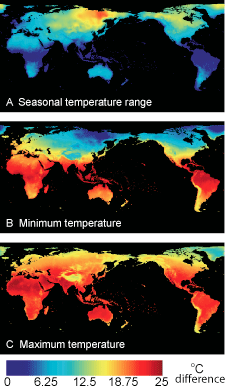 A Seasonal temperature range
B Minimum temperature
C Maximum temperature
°C
0 6.25 12.5 18.75 25 difference